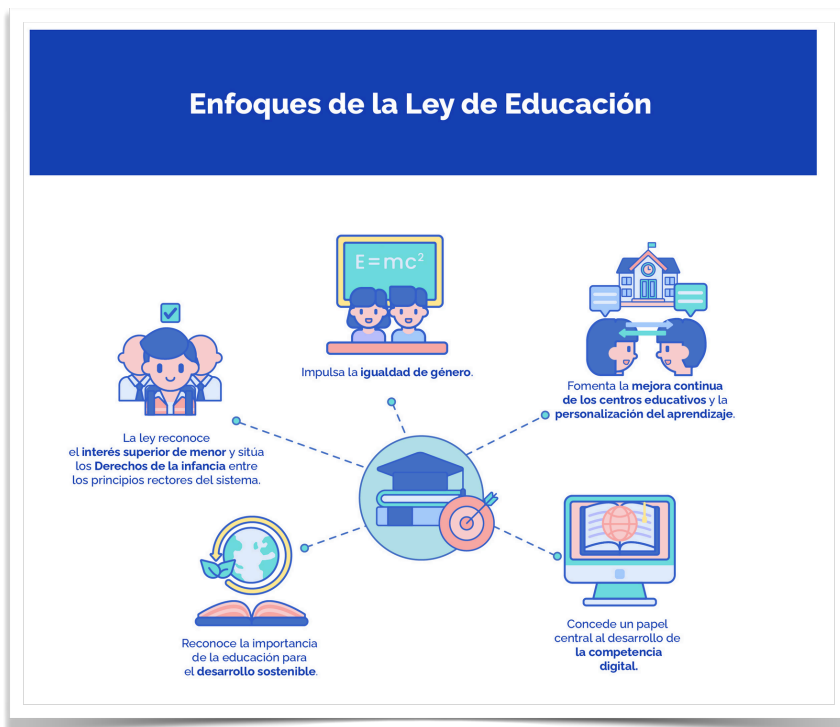 Enfoques de la Ley de Educación
E=mc²
Impulsa la igualdad de género.
Fomenta la mejora continua
de los centros educativos y la
personalización del aprendizaje.
La ley reconoce
el interés superior de menor y sitúa
los Derechos de la infancia entre
los principios rectores del sistema.
Reconoce la importancia
de la educación para
el desarrollo sostenible.
Concede un papel
central al desarrollo de
la competencia
digital.